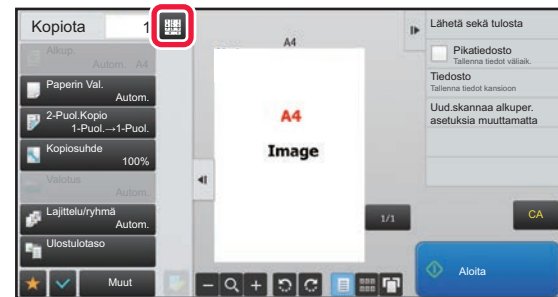 Kopiota 1
Alkup.
Autom. A4
Paperin Val.
Autom.
2-Puol.Kopio
1-Puol.→1-Puol.
Kopiosuhde
100%
Valotus
Autom.
Lajittelu/ryhmä
Autom.
Ulostulotaso
Muut
A4
A4
Image
1/1
Lähetä sekä tulosta
Pikatiedosto
Tallenna tiedot väliaik.
Tiedosto
Tallenna tiedot kansioon
Uud.skannaa alkuper.
asetuksia muuttamatta
CA
Aloita